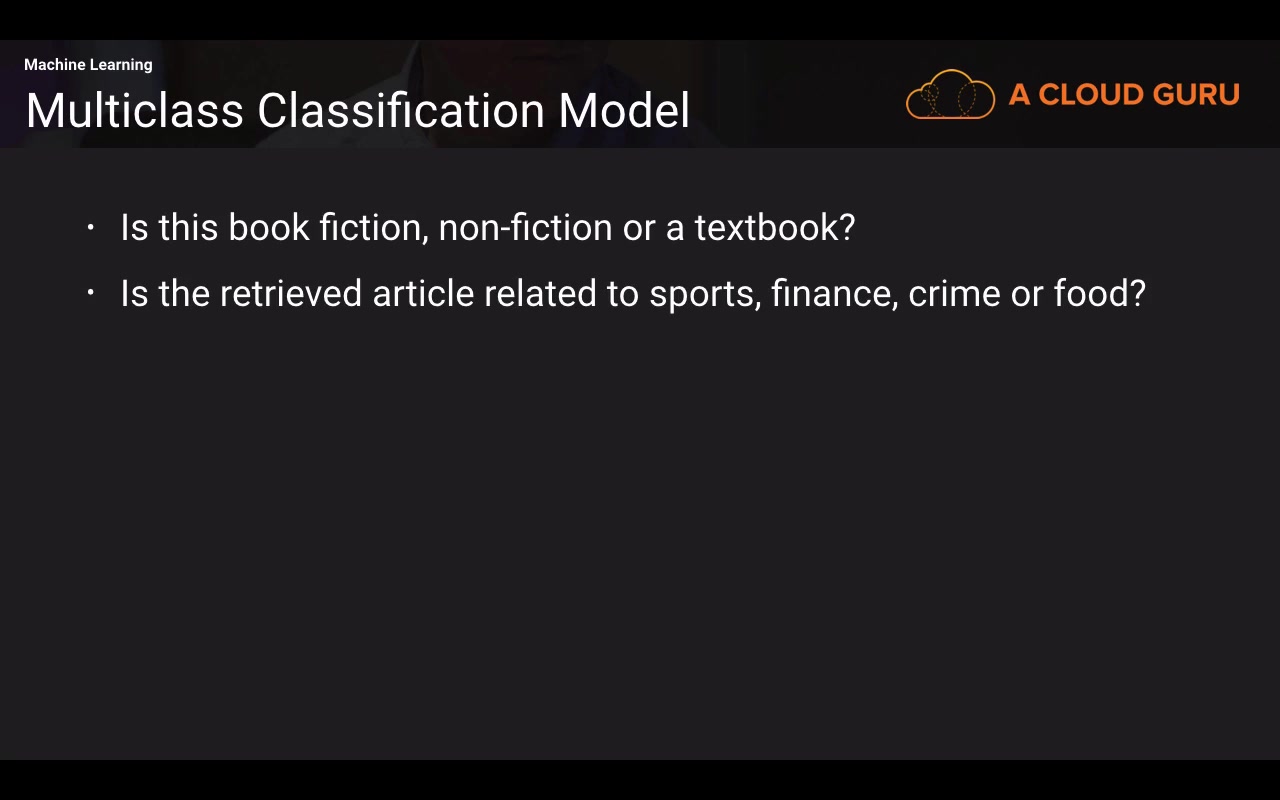 Machine Learning
Multiclass Classification Model
A CLOUD GURU
• Is this book fiction, non-fiction or a textbook?
• Is the retrieved article related to sports, finance, crime or food?